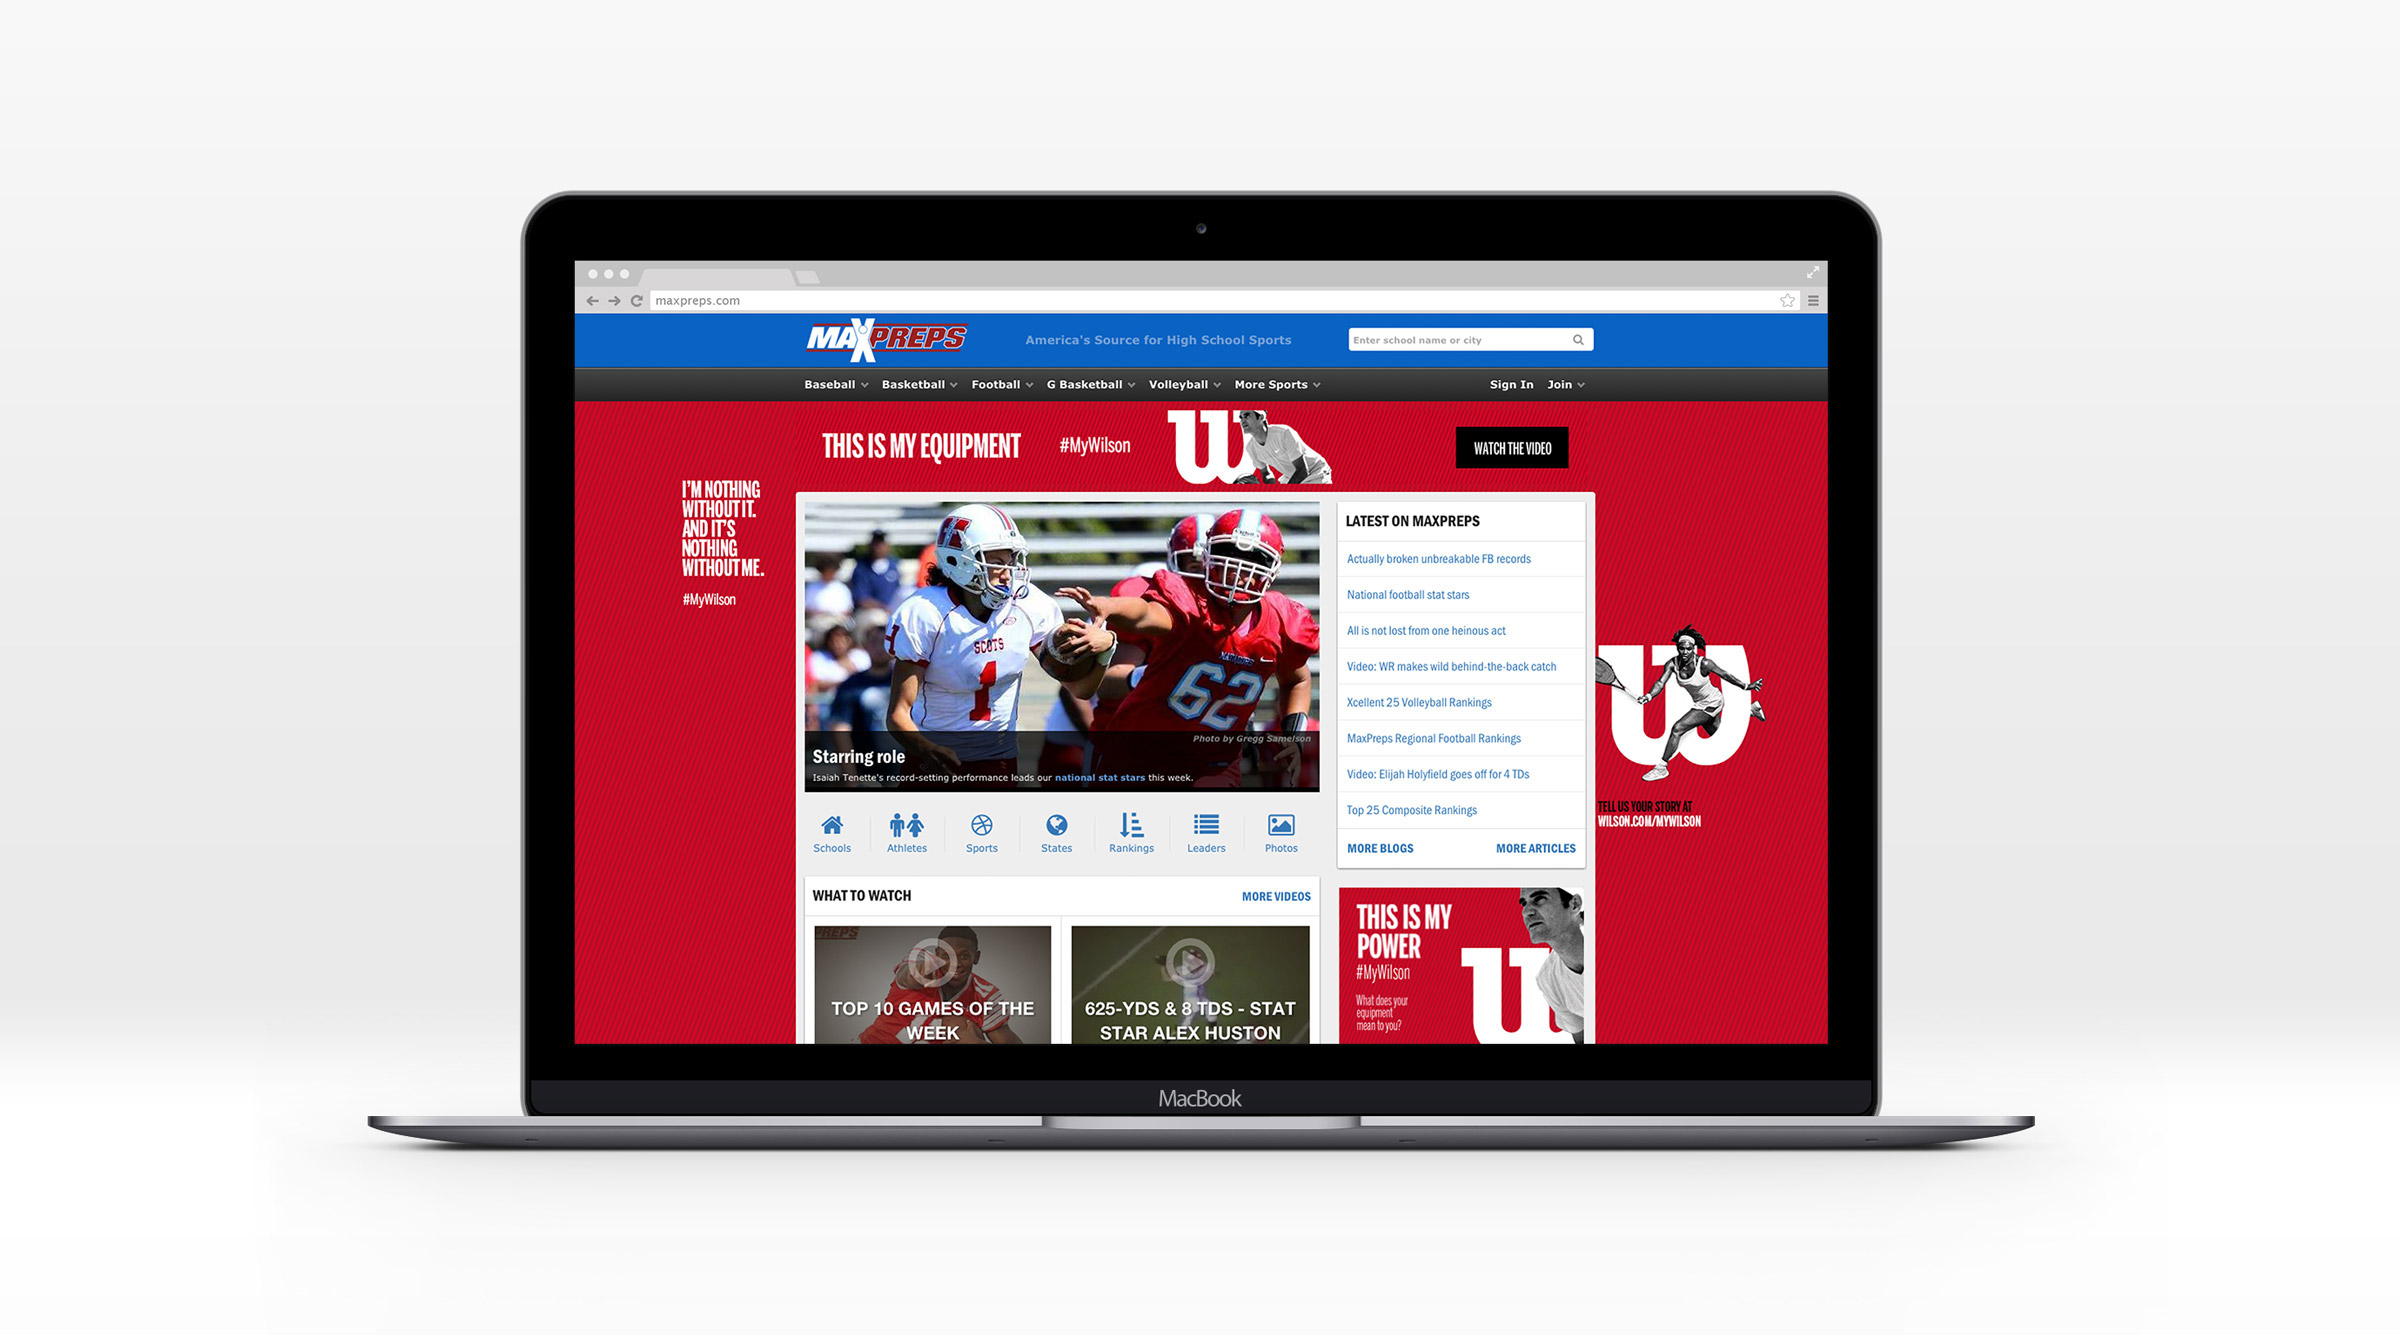 maxpreps.com
MAXPREPS
America's Source for High School Sports
Enter school name or city
Baseball
Basketball
Football
G Basketball
Volleyball
More Sports
Sign In
Join
THIS IS MY EQUIPMENT
#MyWilson
W
WATCH THE VIDEO
I'M NOTHING
WITHOUT IT.
AND IT'S
NOTHING
WITHOUT ME.
#MyWilson
SCOTS
1
MATADORS
62
Photo by Gregg Samelson
Starring role
Isaiah Tenette's record-setting performance leads our national stat stars this week.
Schools
Athletes
Sports
States
Rankings
Leaders
Photos
LATEST ON MAXPREPS
Actually broken unbreakable FB records
National football stat stars
All is not lost from one heinous act
Video: WR makes wild behind-the-back catch
Xcellent 25 Volleyball Rankings
MaxPreps Regional Football Rankings
Video: Elijah Holyfield goes off for 4 TDs
Top 25 Composite Rankings
MORE BLOGS
MORE ARTICLES
W
TELL US YOUR STORY AT
WILSON.COM/MYWILSON
WHAT TO WATCH
MORE VIDEOS
PREPS
TOP 10 GAMES OF THE
WEEK
625-YDS & 8 TDS - STAT
STAR ALEX HUSTON
THIS IS MY
POWER
#MyWilson
What does your
equipment
mean to you?
W
MacBook